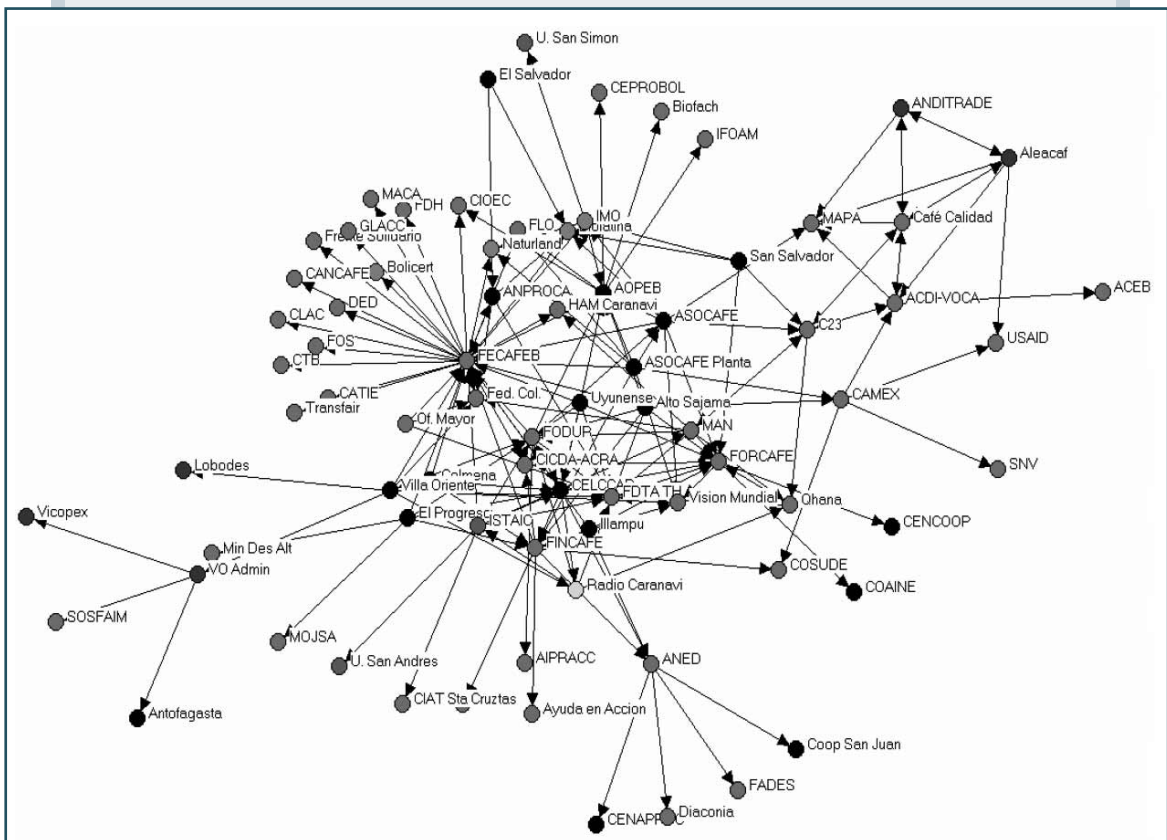 U. San Simon
El Salvador
CEPROBOL
Biofach
IFOAM
ANDITRADE
Aleacaf
MACA
FDH
CIOEC
GLACC
Frente Solidario
FLO
IMO
MAPA
Café Calidad
Naturland
San Salvador
Bolicert
CANCAFE
DED
ANPROCA
AOPEB
HAM Caranavi
ASOCAFE
ACDI-VOCA
ACEB
CLAC
FOS
C23
USAID
CTB
FECAFEB
ASOCAFE Planta
CATIE
Transfair
Fed. Col.
Uyunense
Alto Sajama
CAMEX
Of. Mayor
FODUR
MAN
Lobodes
CICDA-ACRA
FORCAFE
SNV
Colmena
Villa Oriente
CELCCAR
FDTA TH
Vision Mundial
Qhana
Vicopex
El Progreso
ISTAIC
Illampu
CENCOOP
Min Des Alt
FINCAFE
VO Admin
COSUDE
Radio Caranavi
COAINE
SOSFAIM
MOJSA
U. San Andres
AIPRACC
ANED
CIAT Sta Cruz
Ayuda en Accion
Antofagasta
Coop San Juan
FADES
Diaconia